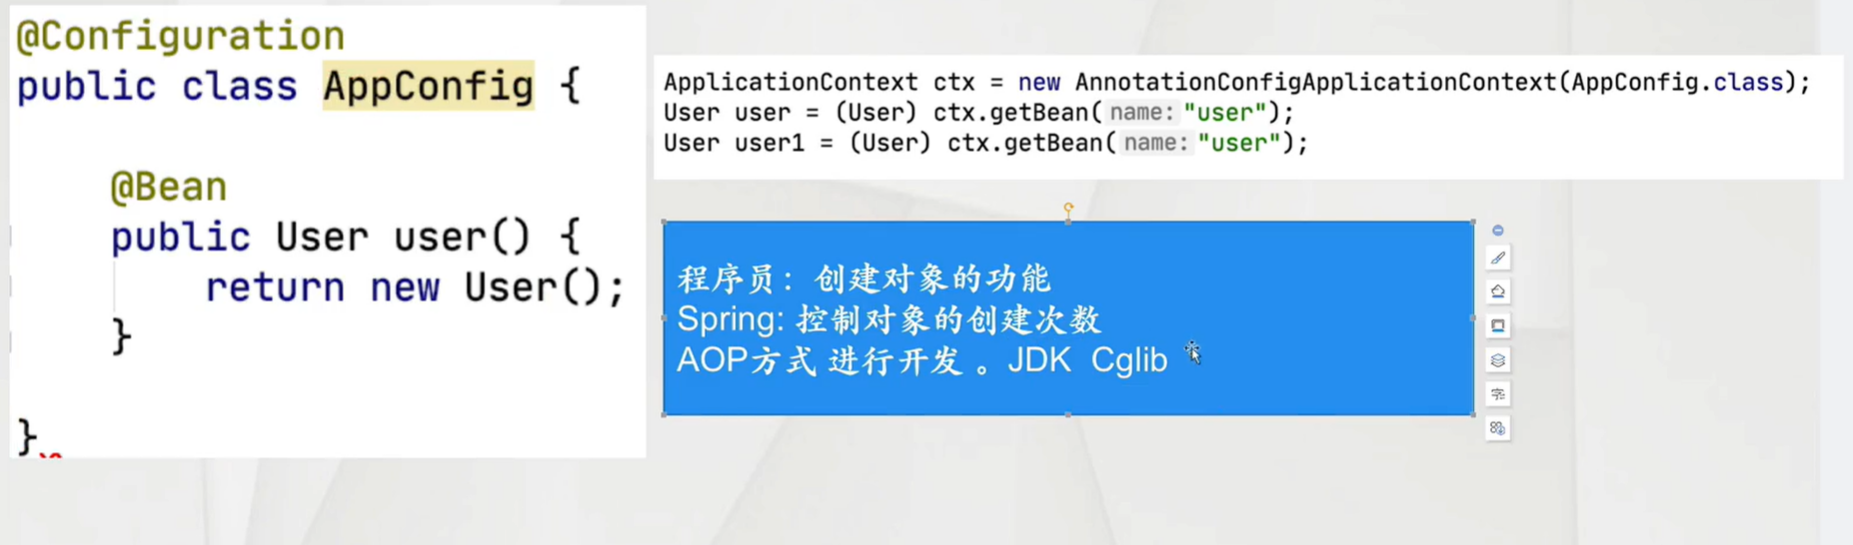 @Configuration
public class AppConfig {
@Bean
public User user() {
return new User();
}
}
ApplicationContext ctx = new AnnotationConfigApplicationContext(AppConfig.class);
User user = (User) ctx.getBean( name: "user");
User user1 = (User) ctx.getBean( name: "user");
程序员：创建对象的功能
Spring: 控制对象的创建次数
AOP方式 进行开发 。JDK Cglib